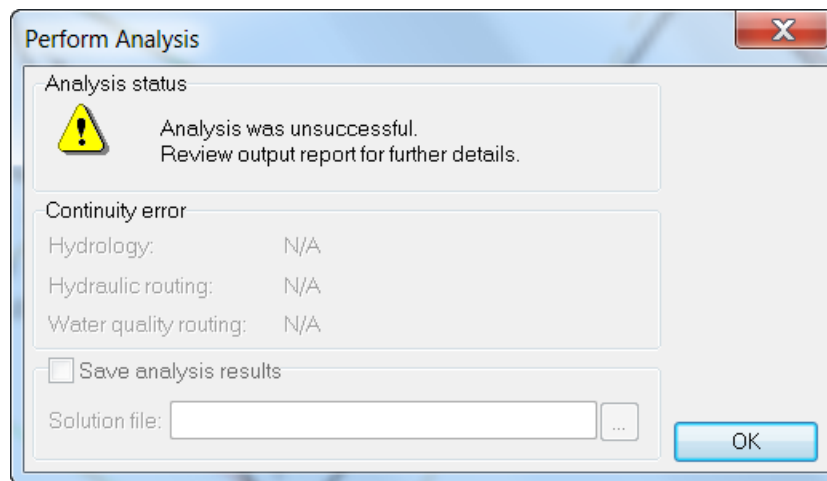 Perform Analysis
X
Analysis status
!
Analysis was unsuccessful.
Review output report for further details.
Continuity error
Hydrology: N/A
Hydraulic routing: N/A
Water quality routing: N/A
Save analysis results
Solution file: ...
OK